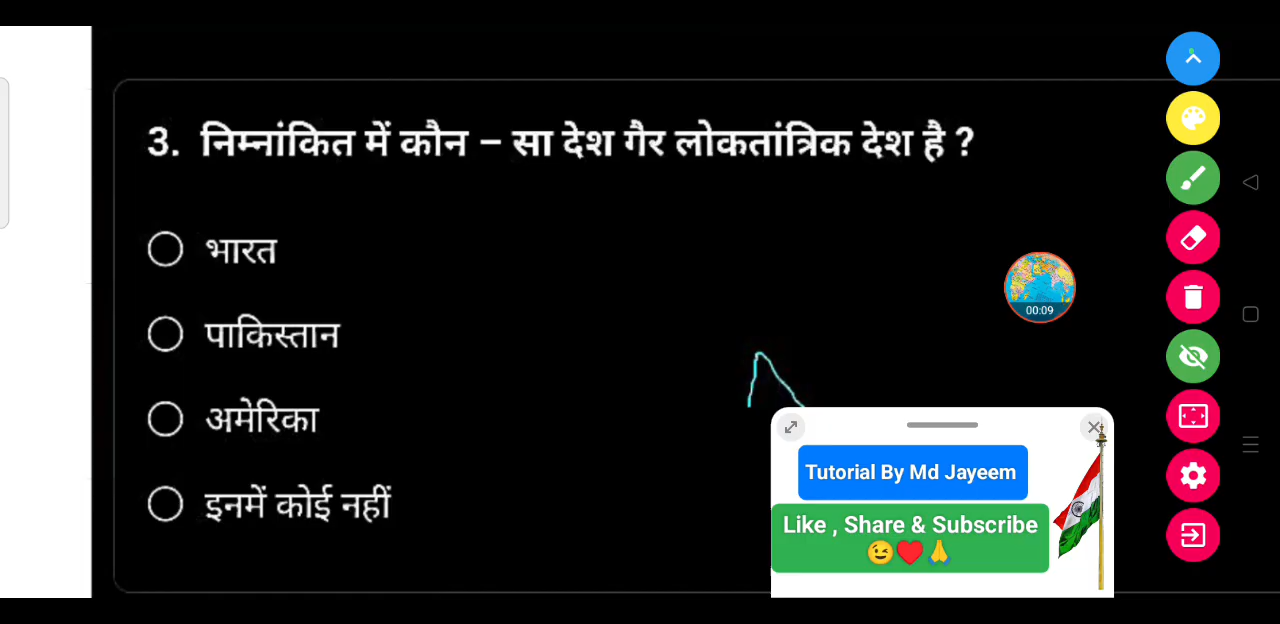 3. निम्नांकित में कौन – सा देश गैर लोकतांत्रिक देश है ?
भारत
पाकिस्तान
अमेरिका
इनमें कोई नहीं
00:09
Tutorial By Md Jayeem
Like , Share & Subscribe
😉❤️🙏